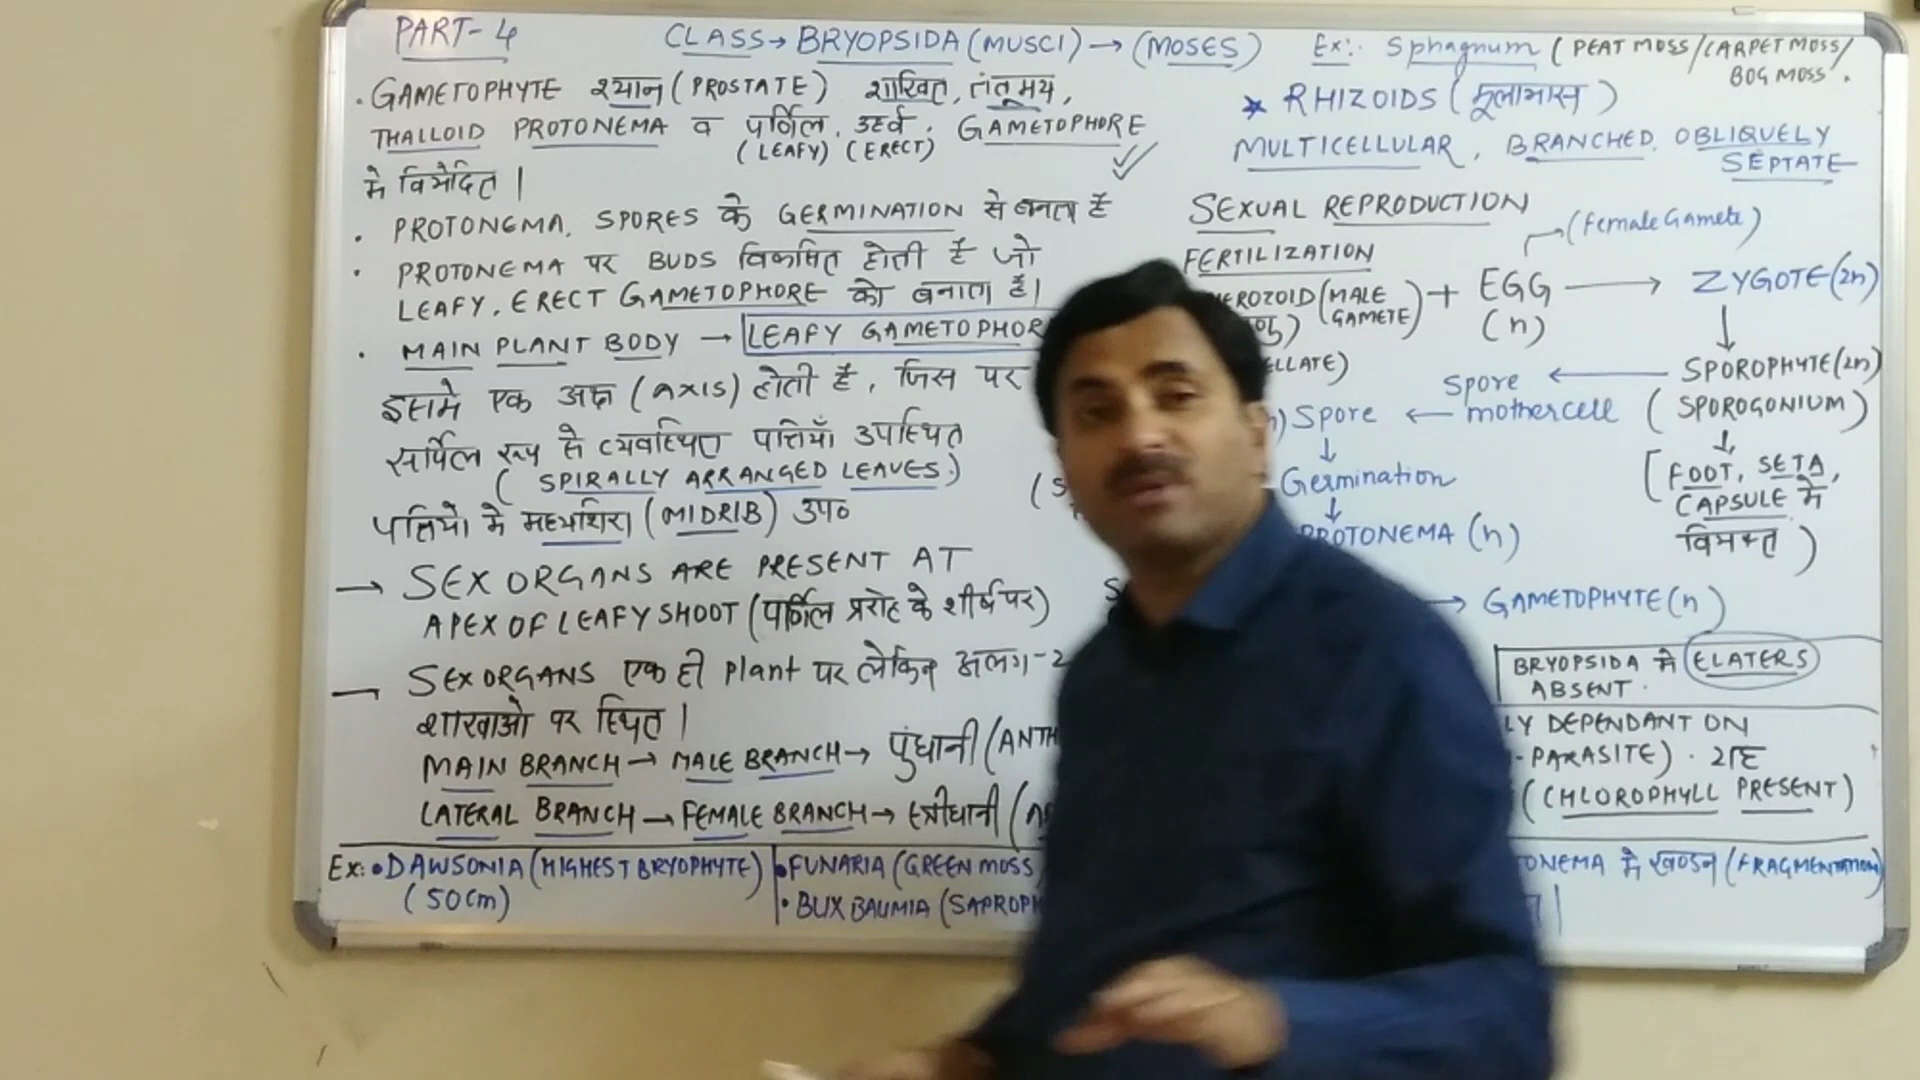 PART-4
CLASS→ BRYOPSIDA (MUSCI) → (MOSES)
Ex:- Sphagnum (PEAT MOSS/CARPET MOSS/
BOG MOSS.
. GAMETOPHYTE श्यान (PROSTATE) शाखित, तंतूमय,
THALLOID PROTONEMA व पर्णिल, उर्ध्व, GAMETOPHORE
(LEAFY) (ERECT)
मे विभेदित |
. PROTONEMA, SPORES के GERMINATION से बनता है
. PROTONEMA पर BUDS विकसित होती है जो
LEAFY, ERECT GAMETOPHORE को बनाता है।
. MAIN PLANT BODY → LEAFY GAMETOPHOR
इसमे एक अक्ष (axis) होती है, जिस पर
सर्पिल रूप से व्यवस्थित पत्तियाँ उपस्थित
( SPIRALLY ARRANGED LEAVES.)
पत्तियो मे मध्यशिरा (MIDRIB) उप०
→ SEX ORGANS ARE PRESENT AT
APEX OF LEAFY SHOOT (पर्णिल प्ररोह के शीर्ष पर)
— SEX ORGANS एक ही plant पर लेकिन अलग-2
शाखाओ पर स्थित |
MAIN BRANCH → MALE BRANCH → पुंधानी (ANTH
LATERAL BRANCH → FEMALE BRANCH → स्त्रीधानी (A
Ex: • DAWSONIA (HIGHEST BRYOPHYTE)
(50cm)
• FUNARIA (GREEN MOSS
• BUX BAUMIA (SAPROPH
* RHIZOIDS (मूलाभास)
MULTICELLULAR, BRANCHED, OBLIQUELY
SEPTATE
SEXUAL REPRODUCTION
(Female Gamete)
FERTILIZATION
EROZOID (MALE GAMETE) + EGG → ZYGOTE (2n)
(n)
ELLATE)
SPOROPHYTE (2n)
(SPOROGONIUM)
) Spore ← Spore mothercell ←
[FOOT, SETA,
CAPSULE मे
विभक्त )
Germination
PROTONEMA (n)
→ GAMETOPHYTE (n)
BRYOPSIDA मे ELATERS
ABSENT.
LY DEPENDANT ON
-PARASITE). यह
(CHLOROPHYLL PRESENT)
ONEMA मे खण्डन (FRAGMENTATION)